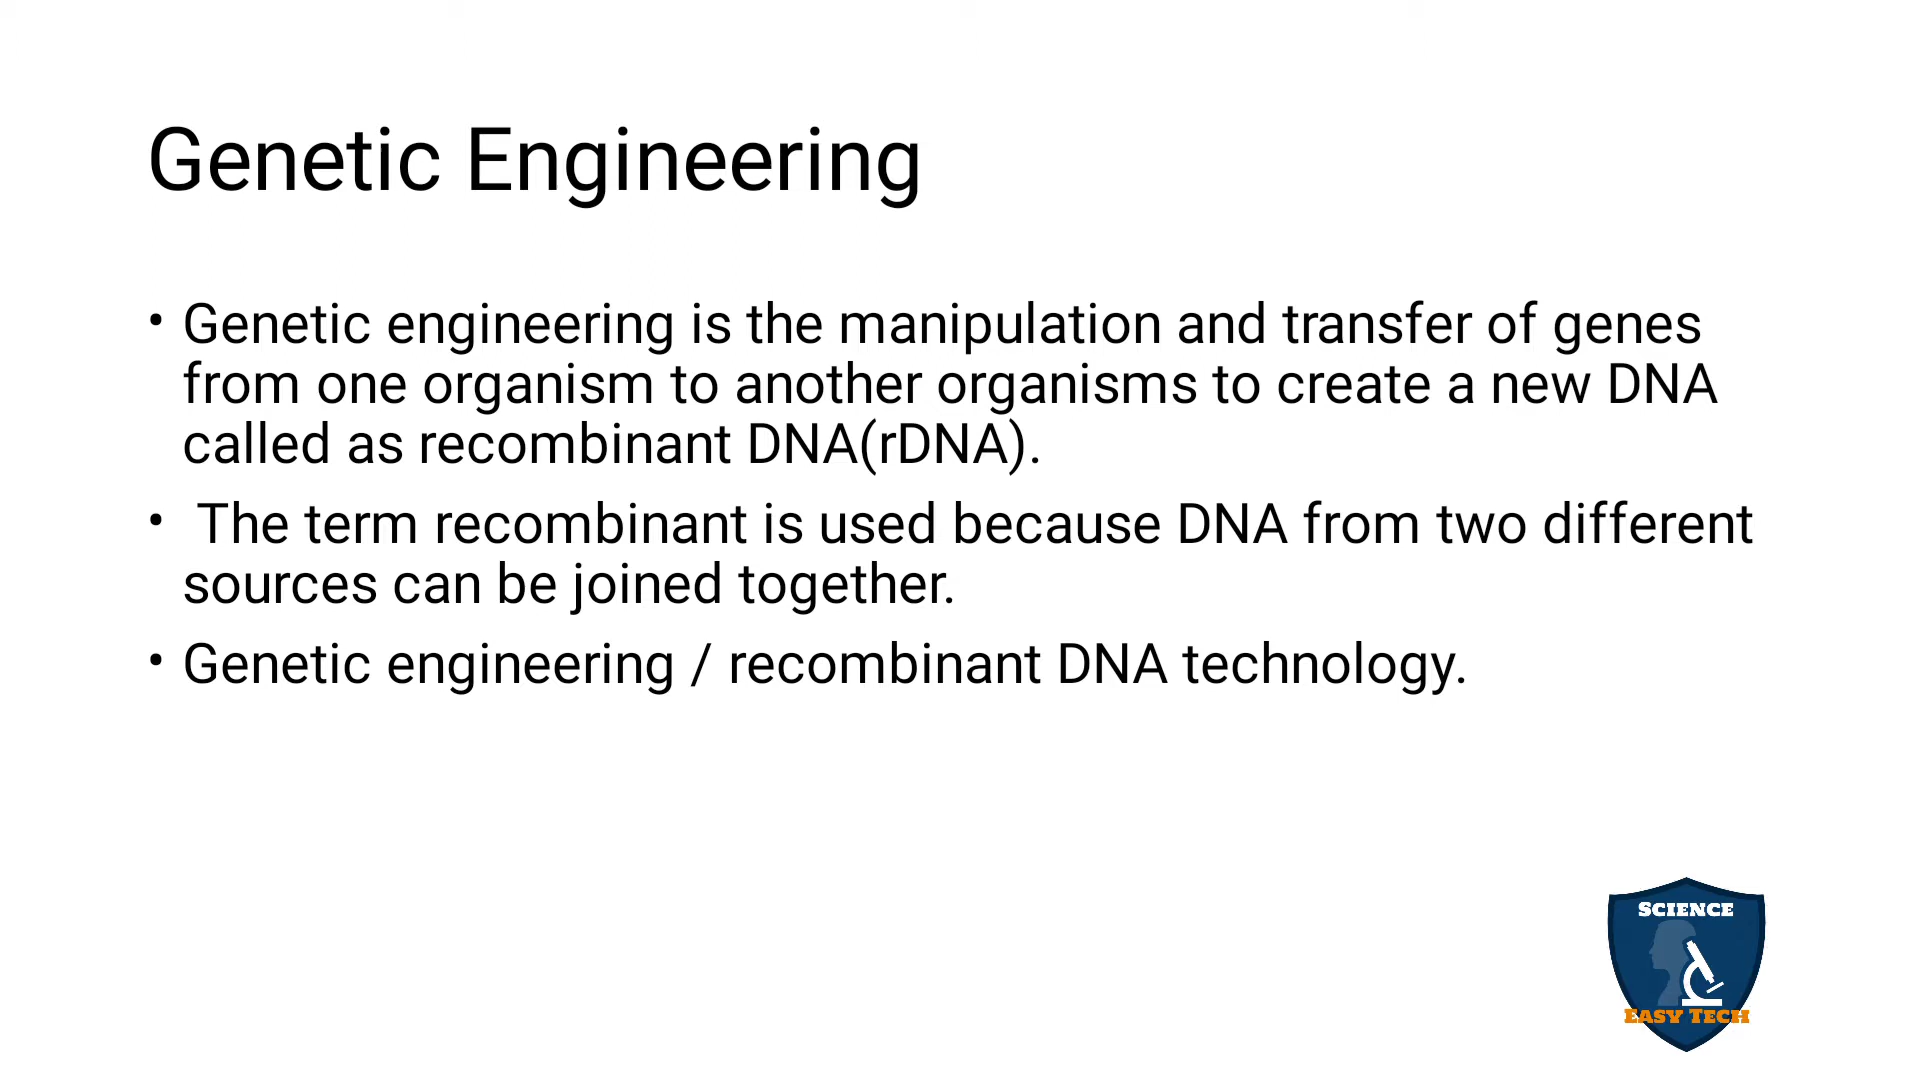 Genetic Engineering
• Genetic engineering is the manipulation and transfer of genes
from one organism to another organisms to create a new DNA
called as recombinant DNA(rDNA).
• The term recombinant is used because DNA from two different
sources can be joined together.
• Genetic engineering / recombinant DNA technology.
SCIENCE
EASY TECH